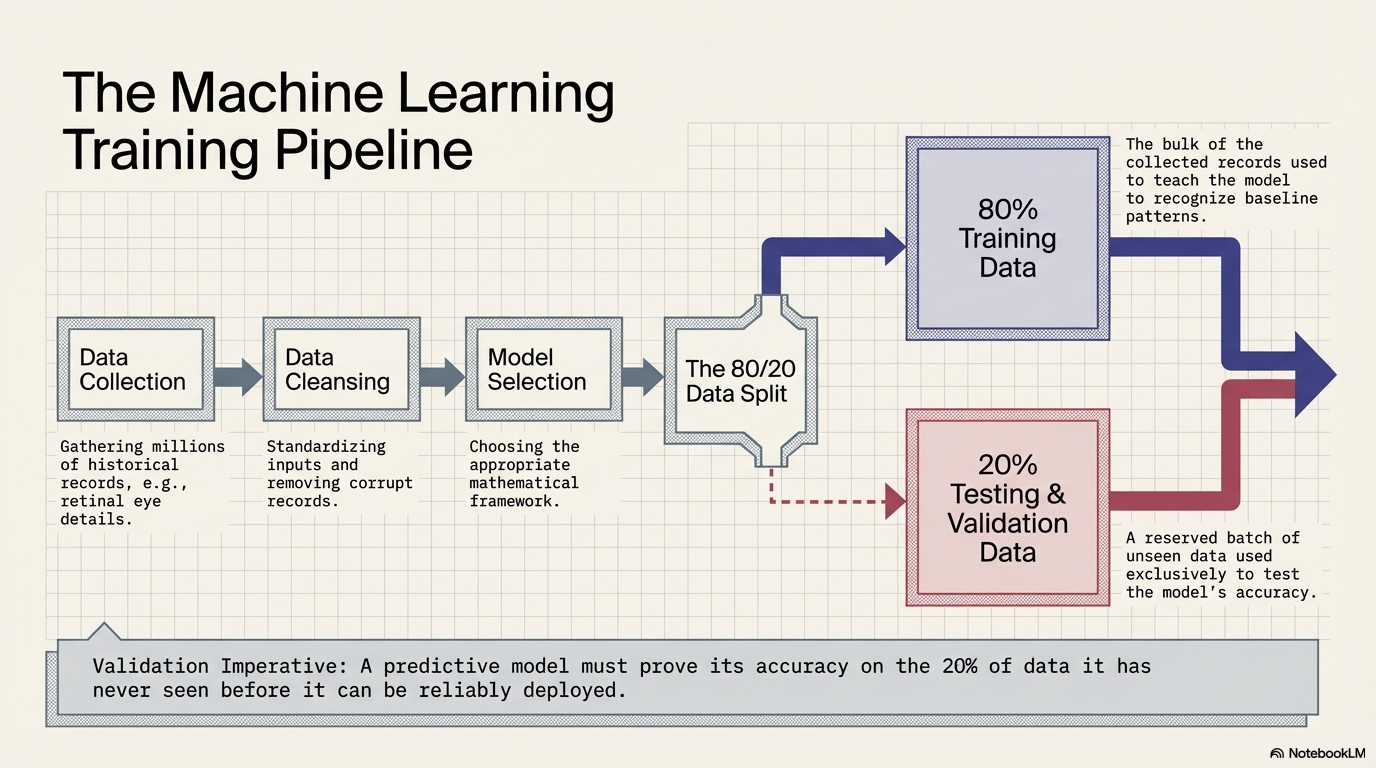 The Machine Learning
Training Pipeline
Data
Collection
Gathering millions
of historical
records, e.g.,
retinal eye
details.
Data
Cleansing
Standardizing
inputs and
removing corrupt
records.
Model
Selection
Choosing the
appropriate
mathematical
framework.
The 80/20
Data Split
80%
Training
Data
The bulk of the
collected records used
to teach the model
to recognize baseline
patterns.
20%
Testing &
Validation
Data
A reserved batch of
unseen data used
exclusively to test
the model's accuracy.
Validation Imperative: A predictive model must prove its accuracy on the 20% of data it has
never seen before it can be reliably deployed.
NotebookLM